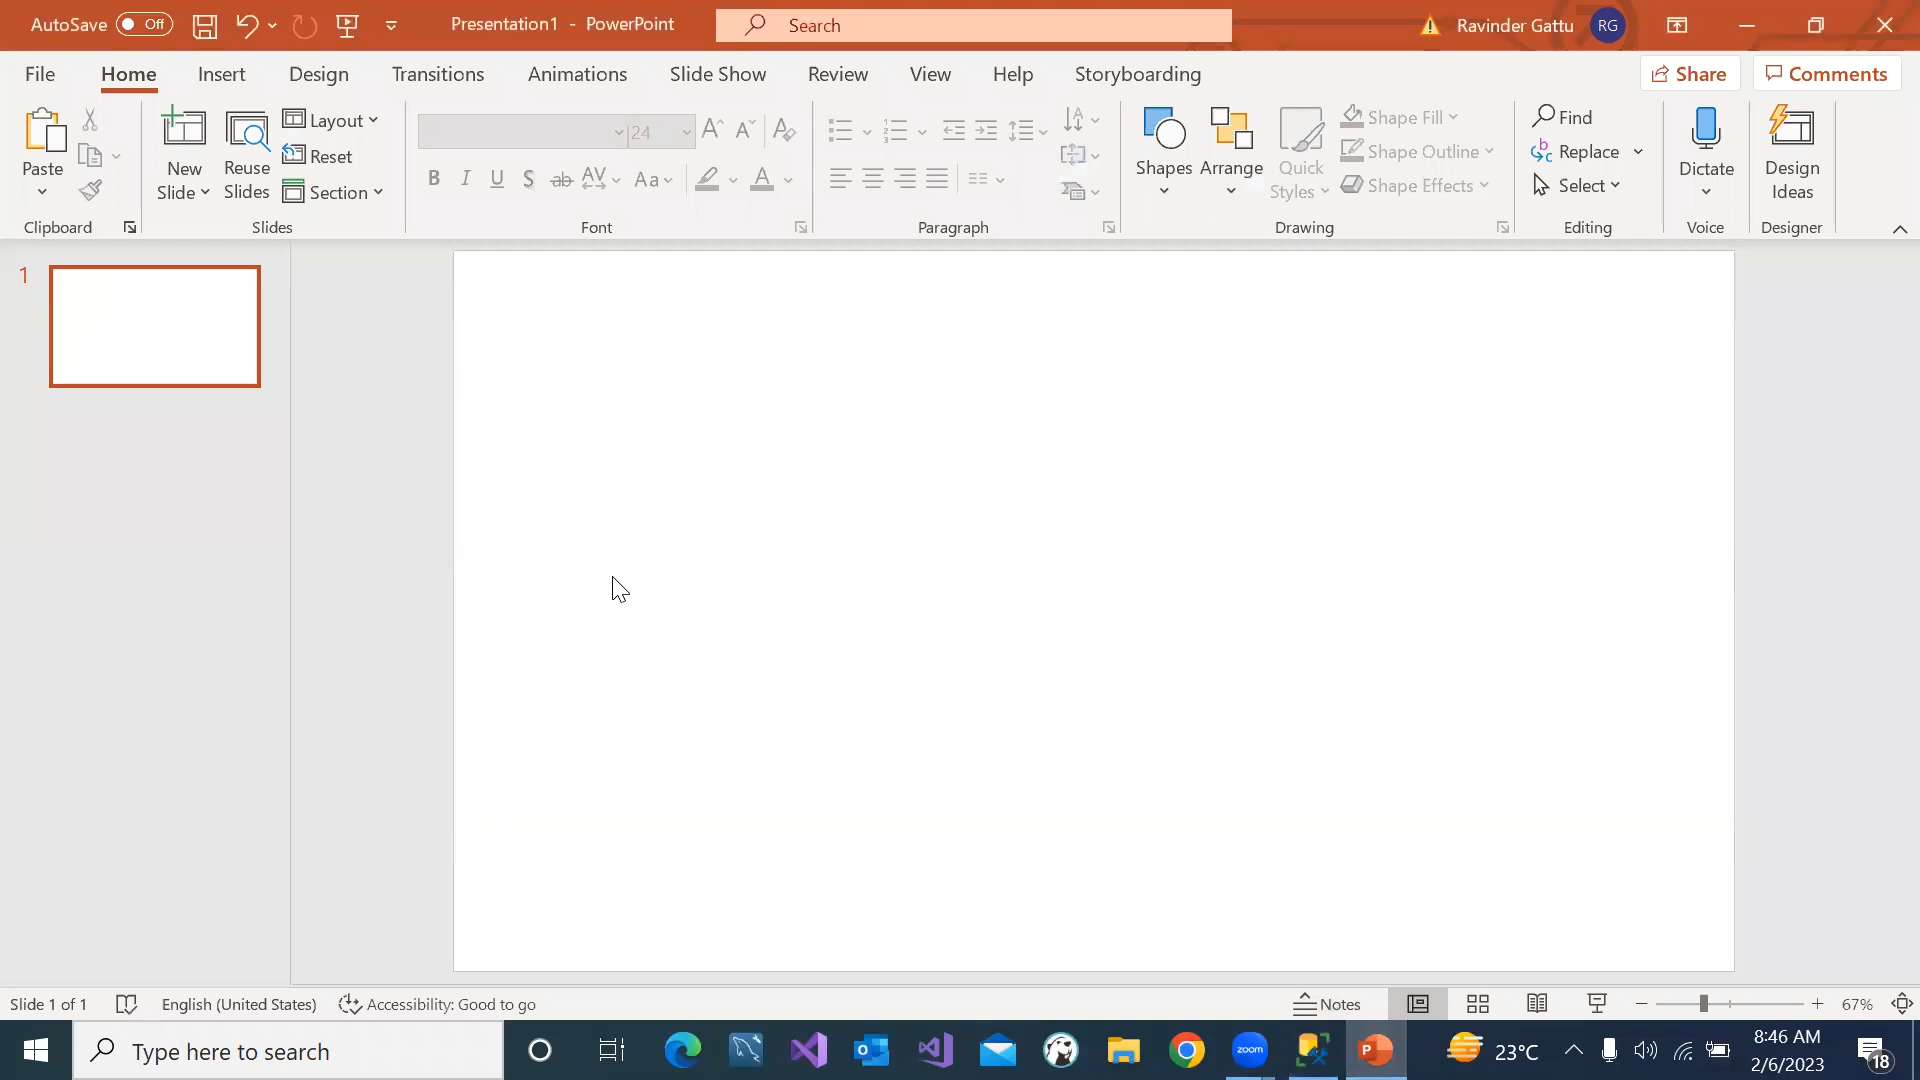 AutoSave Off Presentation1 - PowerPoint Search Ravinder Gattu RG
File Home Insert Design Transitions Animations Slide Show Review View Help Storyboarding Share Comments
Paste
New Slide
Reuse Slides
Layout
Reset
Section
24
B I U S ab AV Aa A
Shapes
Arrange
Quick Styles
Shape Fill
Shape Outline
Shape Effects
Find
Replace
Select
Dictate
Design Ideas
Clipboard Slides Font Paragraph Drawing Editing Voice Designer
1
Slide 1 of 1 English (United States) Accessibility: Good to go Notes 67%
Type here to search zoom 23°C 8:46 AM
2/6/2023 18